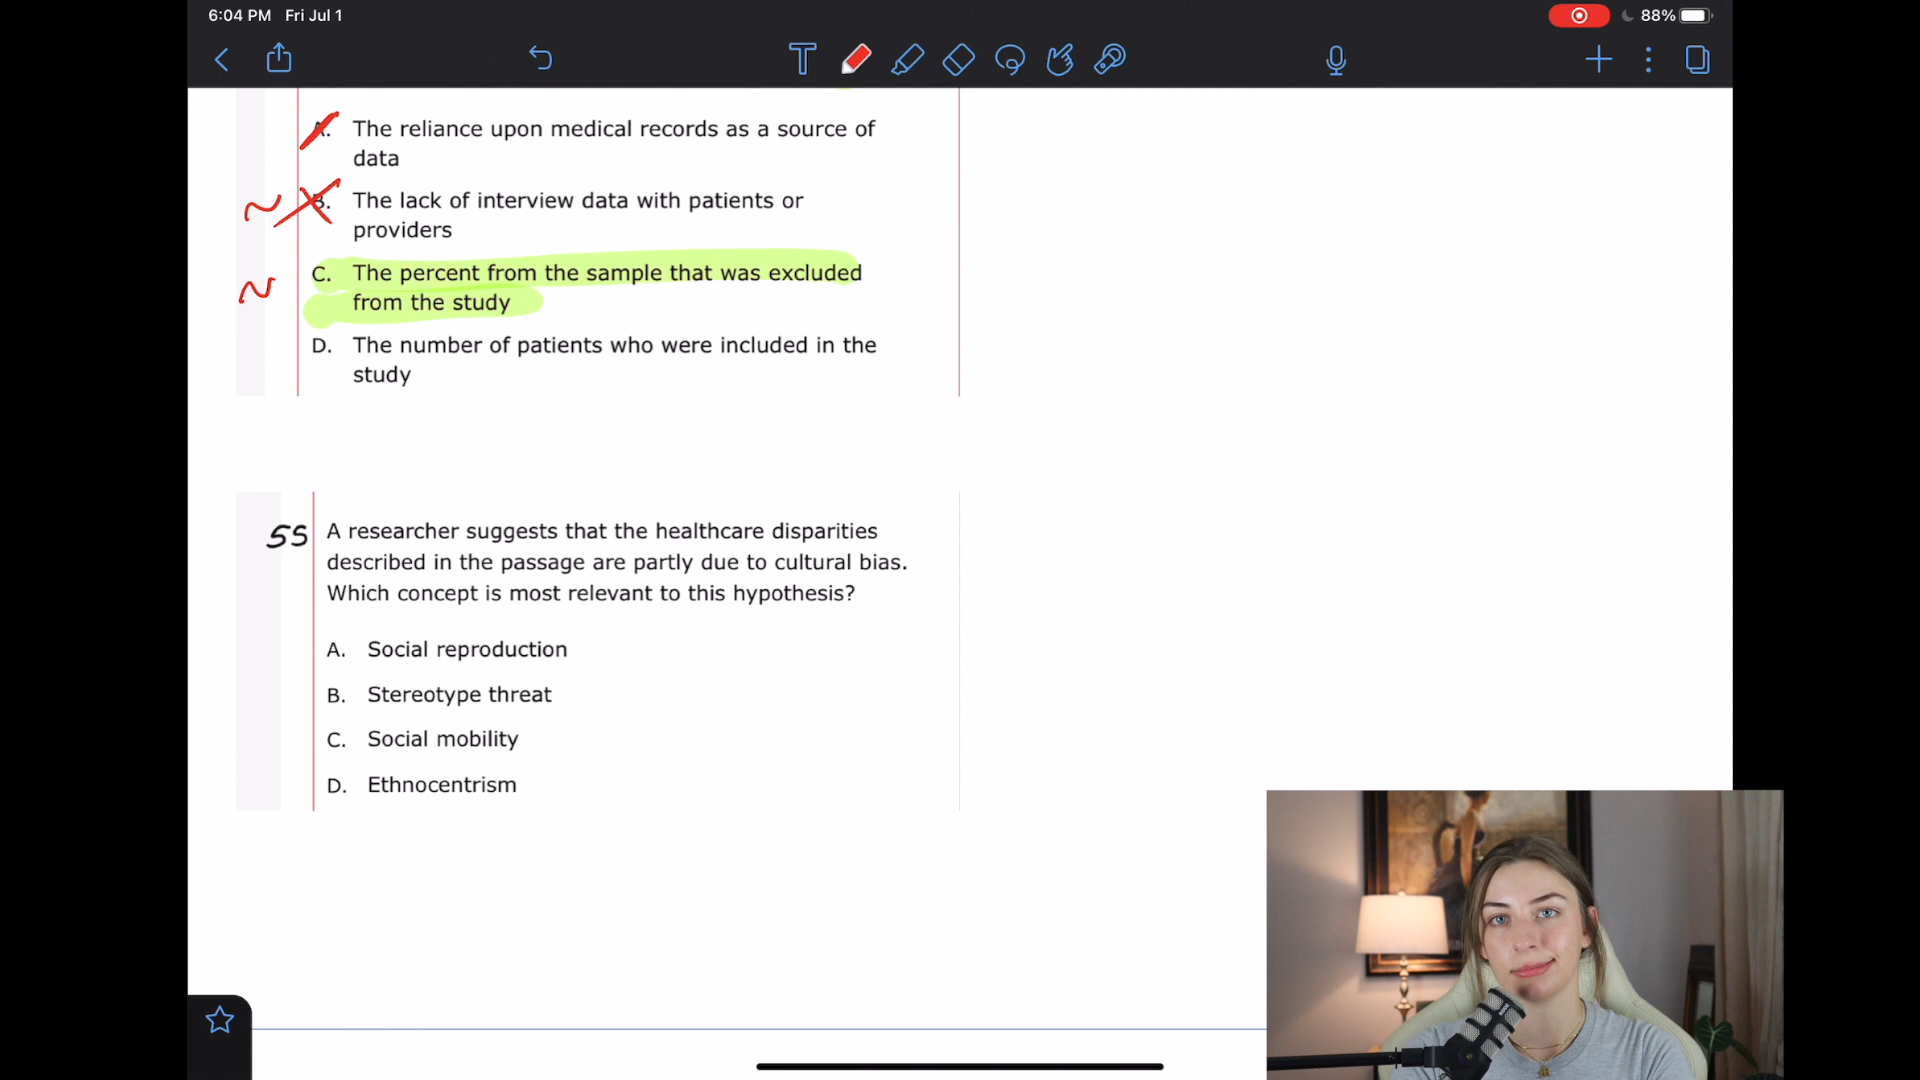 6:04 PM Fri Jul 1
88%
A. The reliance upon medical records as a source of
data
~ B. The lack of interview data with patients or
providers
~ C. The percent from the sample that was excluded
from the study
D. The number of patients who were included in the
study
55 A researcher suggests that the healthcare disparities
described in the passage are partly due to cultural bias.
Which concept is most relevant to this hypothesis?
A. Social reproduction
B. Stereotype threat
C. Social mobility
D. Ethnocentrism